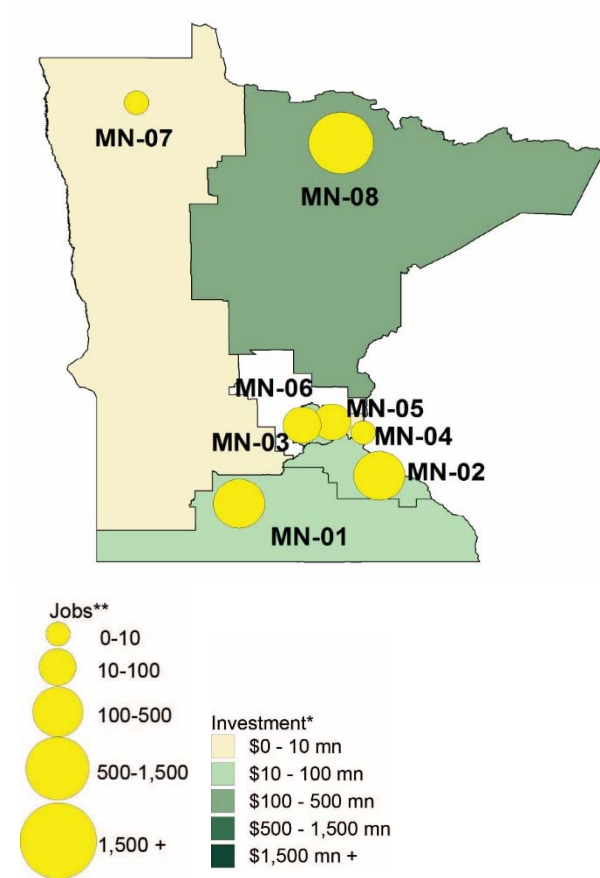 MN-07
MN-08
MN-06
MN-05
MN-03
MN-04
MN-02
MN-01
Jobs**
0-10
10-100
100-500
500-1,500
1,500 +
Investment*
$0 - 10 mn
$10 - 100 mn
$100 - 500 mn
$500 - 1,500 mn
$1,500 mn +